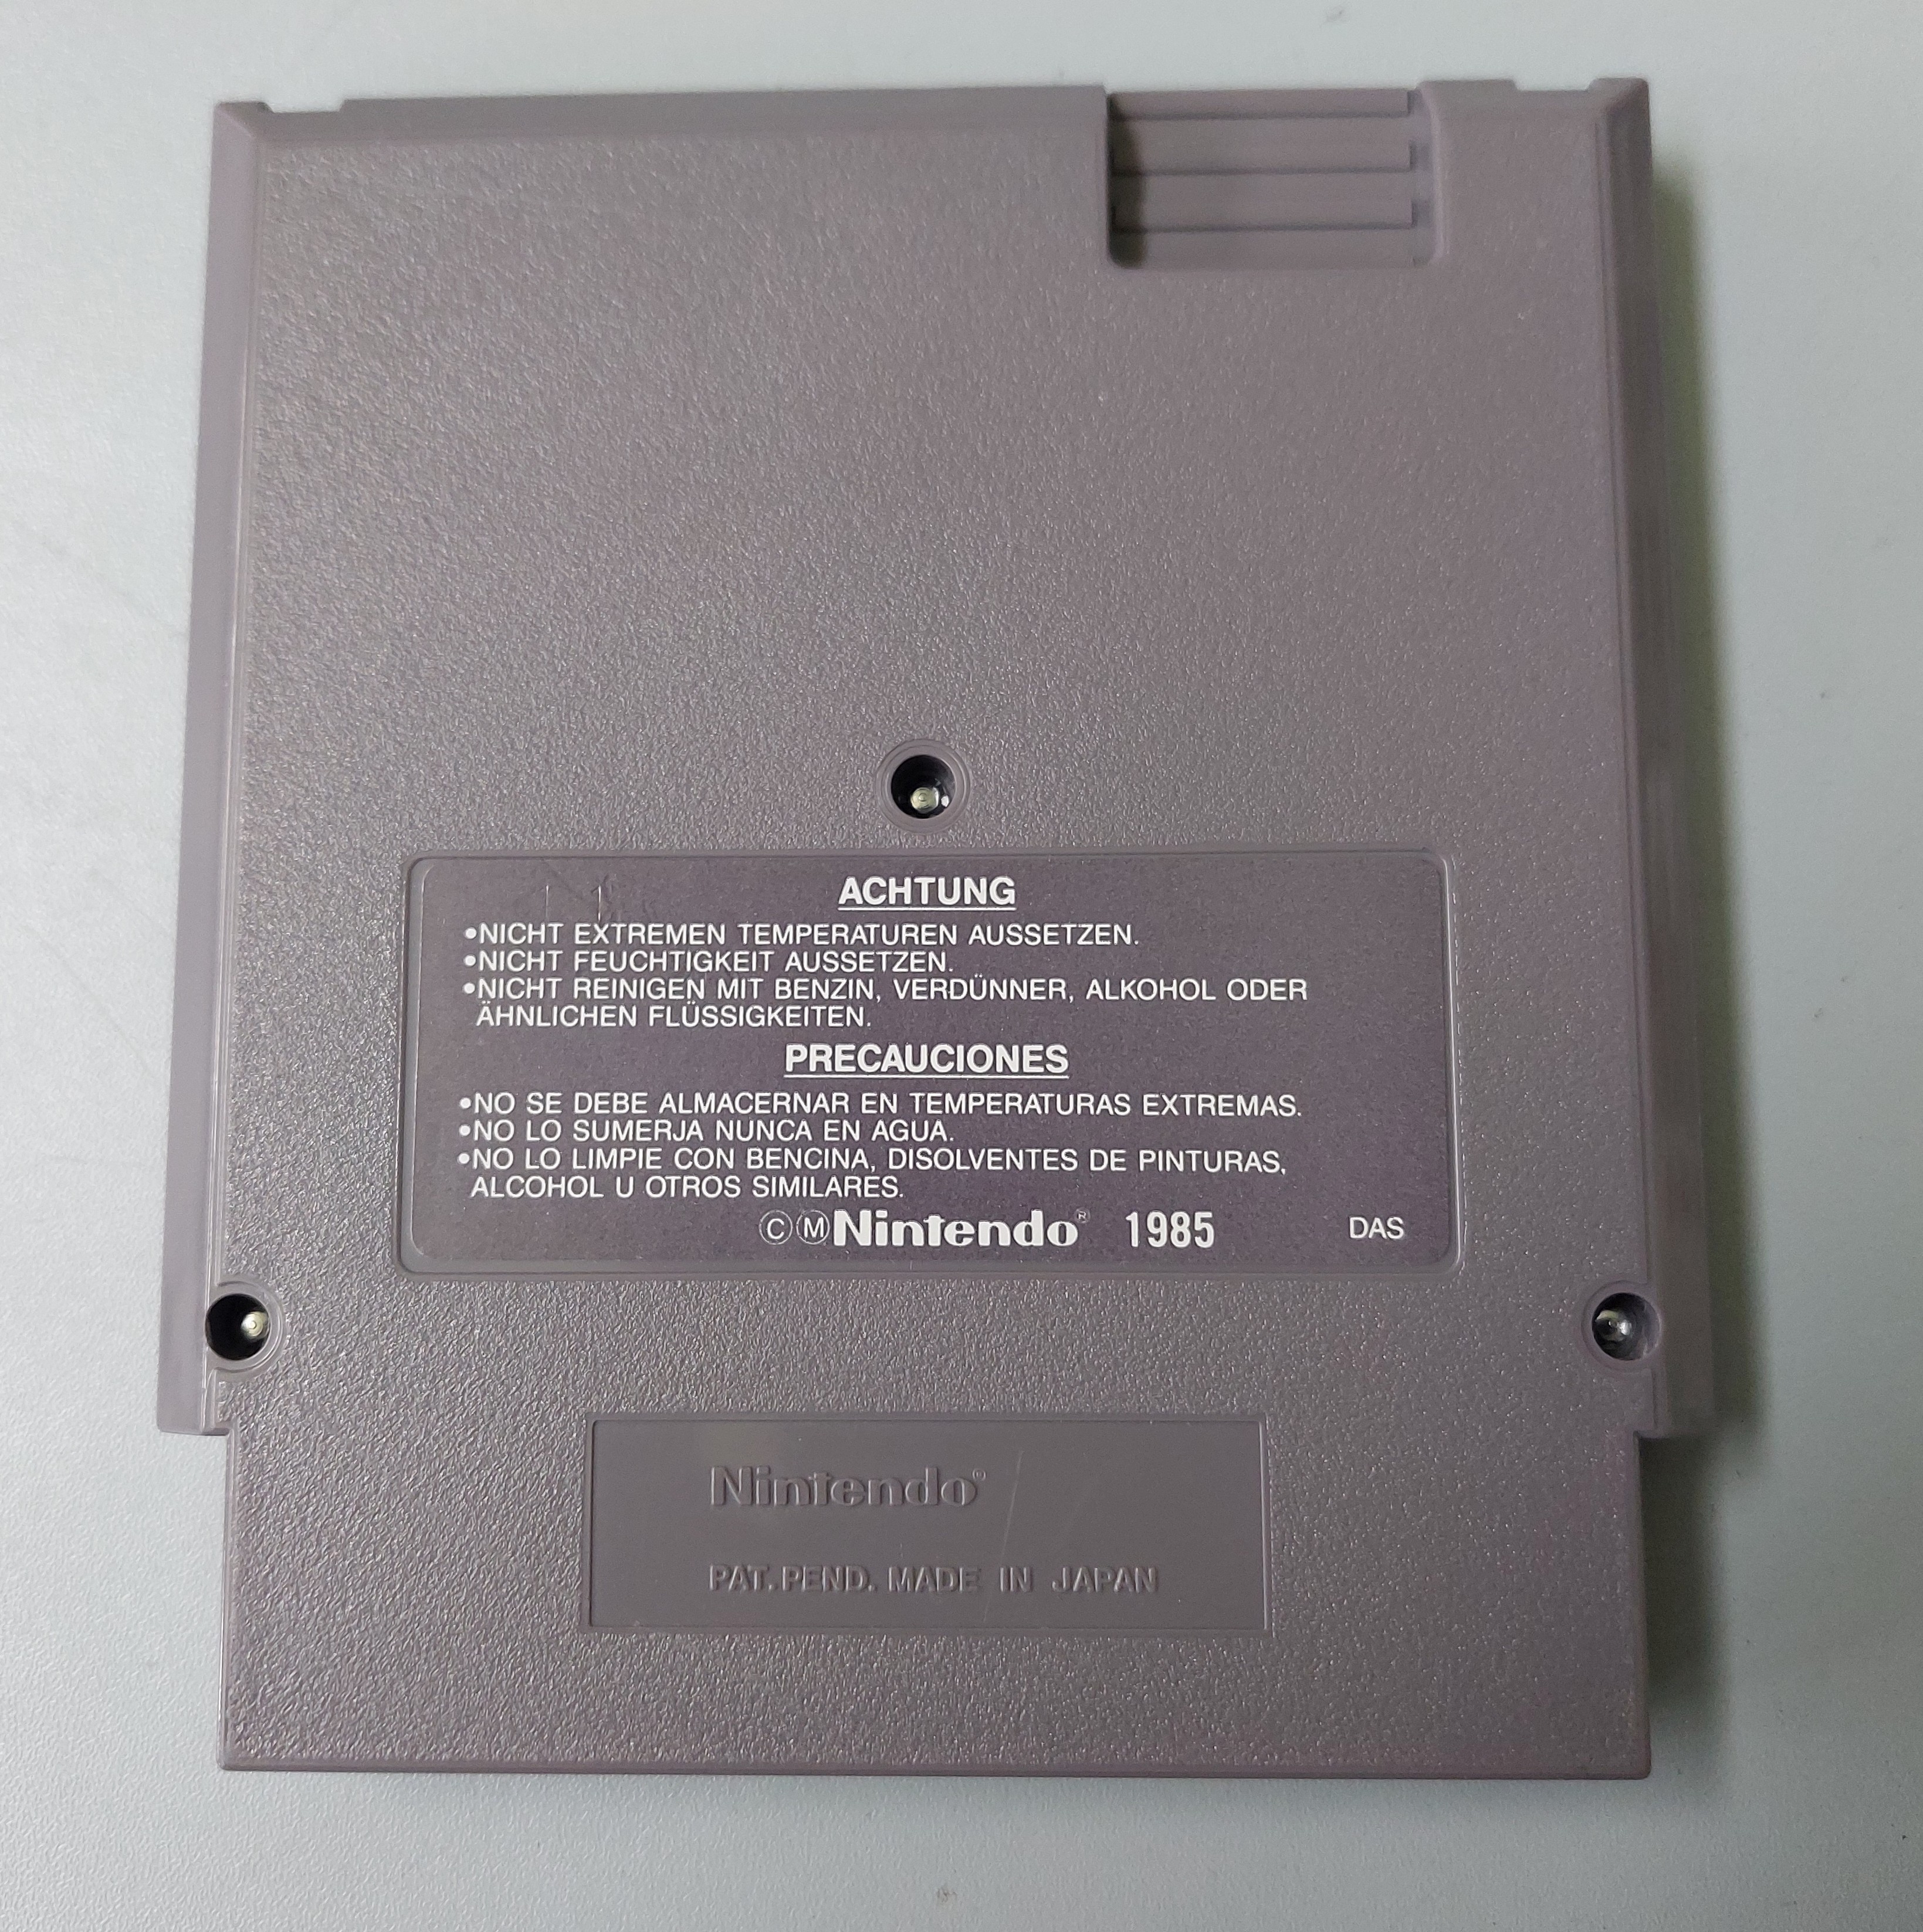 ACHTUNG
•NICHT EXTREMEN TEMPERATUREN AUSSETZEN.
•NICHT FEUCHTIGKEIT AUSSETZEN.
•NICHT REINIGEN MIT BENZIN, VERDÜNNER, ALKOHOL ODER
ÄHNLICHEN FLÜSSIGKEITEN.
PRECAUCIONES
•NO SE DEBE ALMACERNAR EN TEMPERATURAS EXTREMAS.
•NO LO SUMERJA NUNCA EN AGUA.
•NO LO LIMPIE CON BENCINA, DISOLVENTES DE PINTURAS,
ALCOHOL U OTROS SIMILARES.
ⒸⓂNintendo® 1985 DAS
Nintendo®
PAT. PEND. MADE IN JAPAN